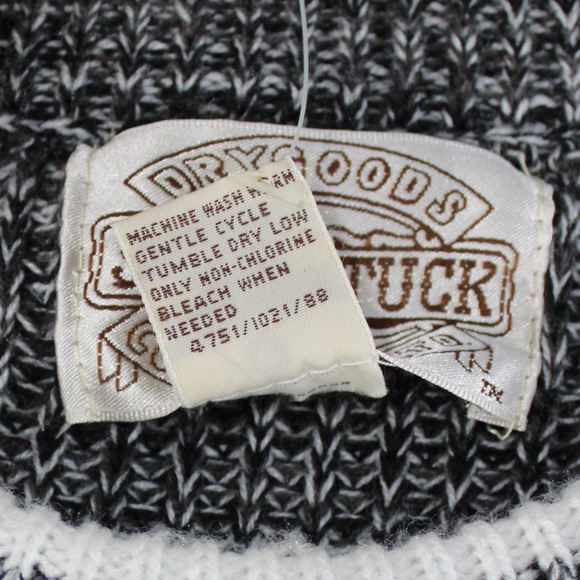 DRYGOODS
TUCK
TM
MACHINE WASH WARM
GENTLE CYCLE
TUMBLE DRY LOW
ONLY NON-CHLORINE
BLEACH WHEN
NEEDED
4751/1021/88